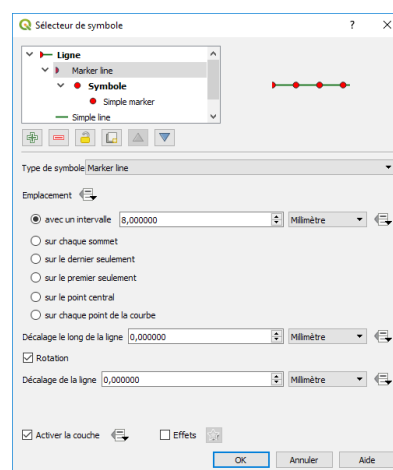 Sélecteur de symbole ? ✕
Ligne
Marker line
Symbole
Simple marker
Simple line
Type de symbole Marker line
Emplacement
avec un intervalle 8,000000 Milimètre
sur chaque sommet
sur le dernier seulement
sur le premier seulement
sur le point central
sur chaque point de la courbe
Décalage le long de la ligne 0,000000 Milimètre
Rotation
Décalage de la ligne 0,000000 Milimètre
Activer la couche Effets
OK Annuler Aide